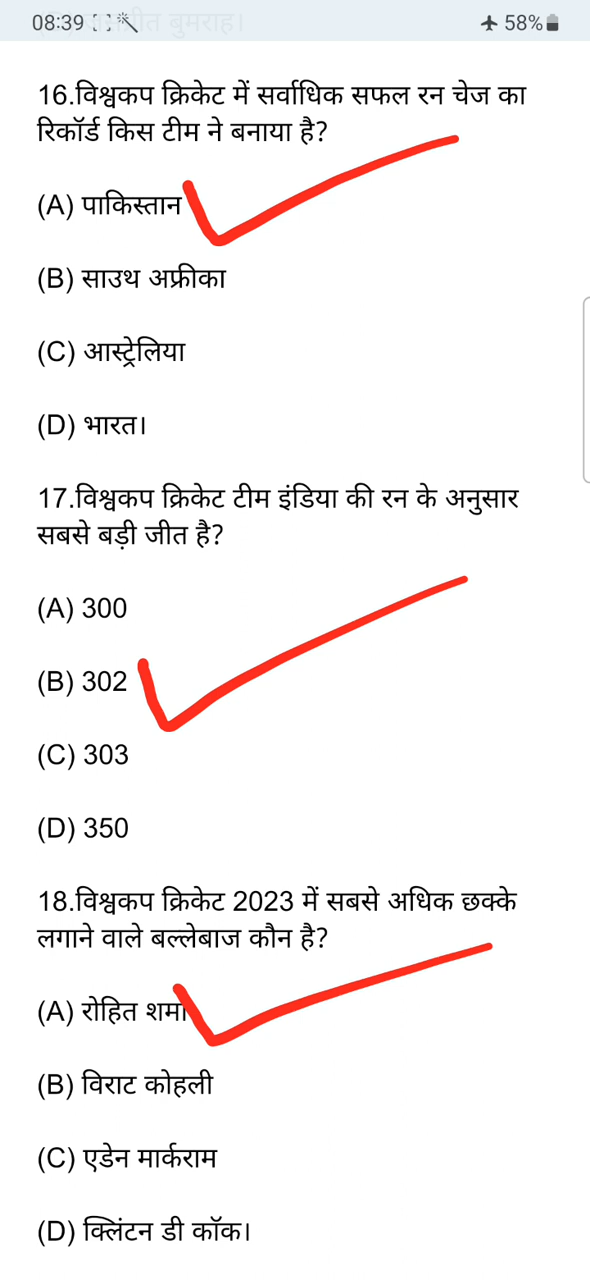 08:39
58%
16.विश्वकप क्रिकेट में सर्वाधिक सफल रन चेज का
रिकॉर्ड किस टीम ने बनाया है?
(A) पाकिस्तान
(B) साउथ अफ्रीका
(C) आस्ट्रेलिया
(D) भारत।
17.विश्वकप क्रिकेट टीम इंडिया की रन के अनुसार
सबसे बड़ी जीत है?
(A) 300
(B) 302
(C) 303
(D) 350
18.विश्वकप क्रिकेट 2023 में सबसे अधिक छक्के
लगाने वाले बल्लेबाज कौन है?
(A) रोहित शर्मा
(B) विराट कोहली
(C) एडेन मार्कराम
(D) क्लिंटन डी कॉक।